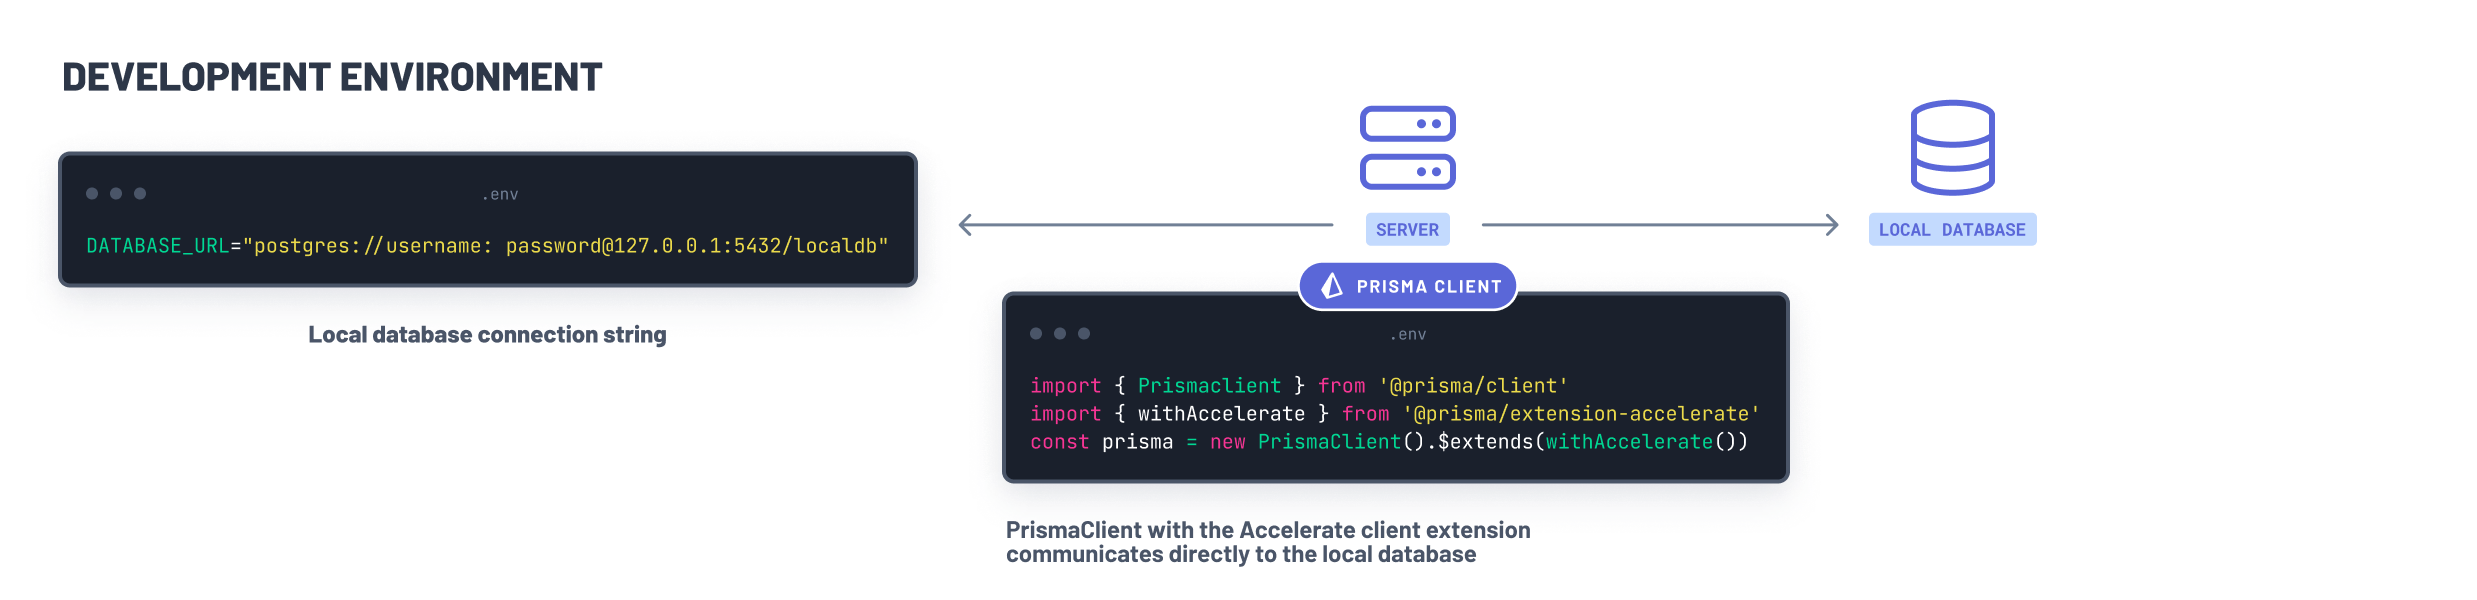 DEVELOPMENT ENVIRONMENT
.env
DATABASE_URL="postgres://username: password@127.0.0.1:5432/localdb"
Local database connection string
SERVER
LOCAL DATABASE
PRISMA CLIENT
.env
import { Prismaclient } from '@prisma/client'
import { withAccelerate } from '@prisma/extension-accelerate'
const prisma = new PrismaClient().$extends(withAccelerate())
PrismaClient with the Accelerate client extension
communicates directly to the local database